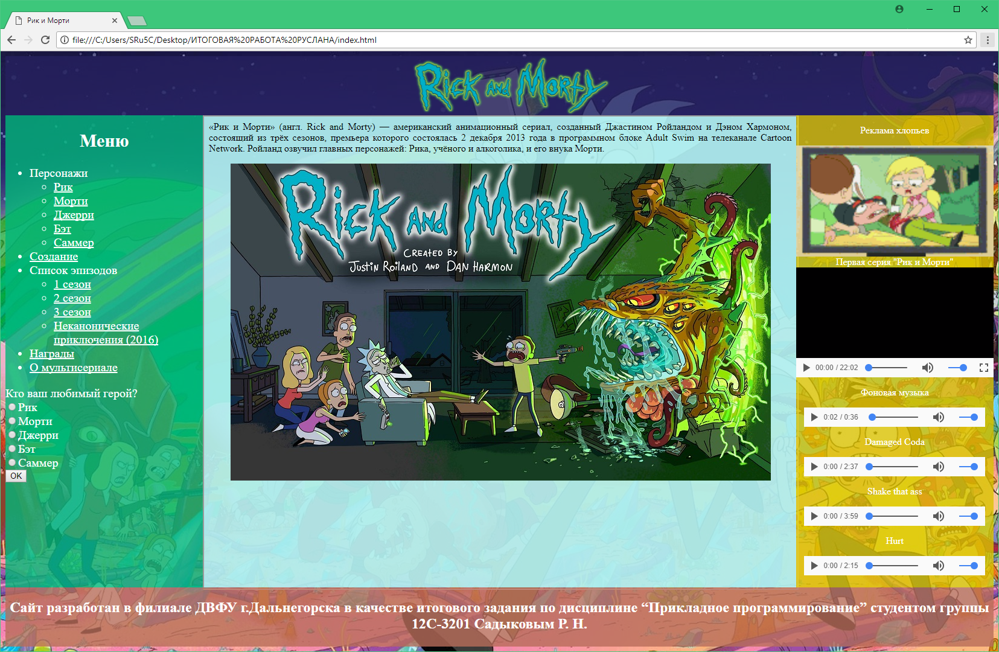 Рик и Морти
file:///C:/Users/SRu5C/Desktop/ИТОГОВАЯ%20РАБОТА%20РУСЛАНА/index.html
Rick and Morty
Меню
Персонажи
Рик
Морти
Джерри
Бэт
Саммер
Создание
Список эпизодов
1 сезон
2 сезон
3 сезон
Неканонические
приключения (2016)
Награды
О мультисериале
Кто ваш любимый герой?
Рик
Морти
Джерри
Бэт
Саммер
OK
«Рик и Морти» (англ. Rick and Morty) — американский анимационный сериал, созданный Джастином Ройландом и Дэном Хармоном,
состоящий из трёх сезонов, премьера которого состоялась 2 декабря 2013 года в программном блоке Adult Swim на телеканале Cartoon
Network. Ройланд озвучил главных персонажей: Рика, учёного и алкоголика, и его внука Морти.
Rick and Morty
Created by
Justin Roiland and Dan Harmon
Реклама хлопьев
Первая серия "Рик и Морти"
00:00 / 22:02
Фоновая музыка
0:02 / 0:36
Damaged Coda
0:00 / 2:37
Shake that ass
0:00 / 3:59
Hurt
0:00 / 2:15
Сайт разработан в филиале ДВФУ г.Дальнегорска в качестве итогового задания по дисциплине “Прикладное программирование” студентом группы
12С-3201 Садыковым Р. Н.